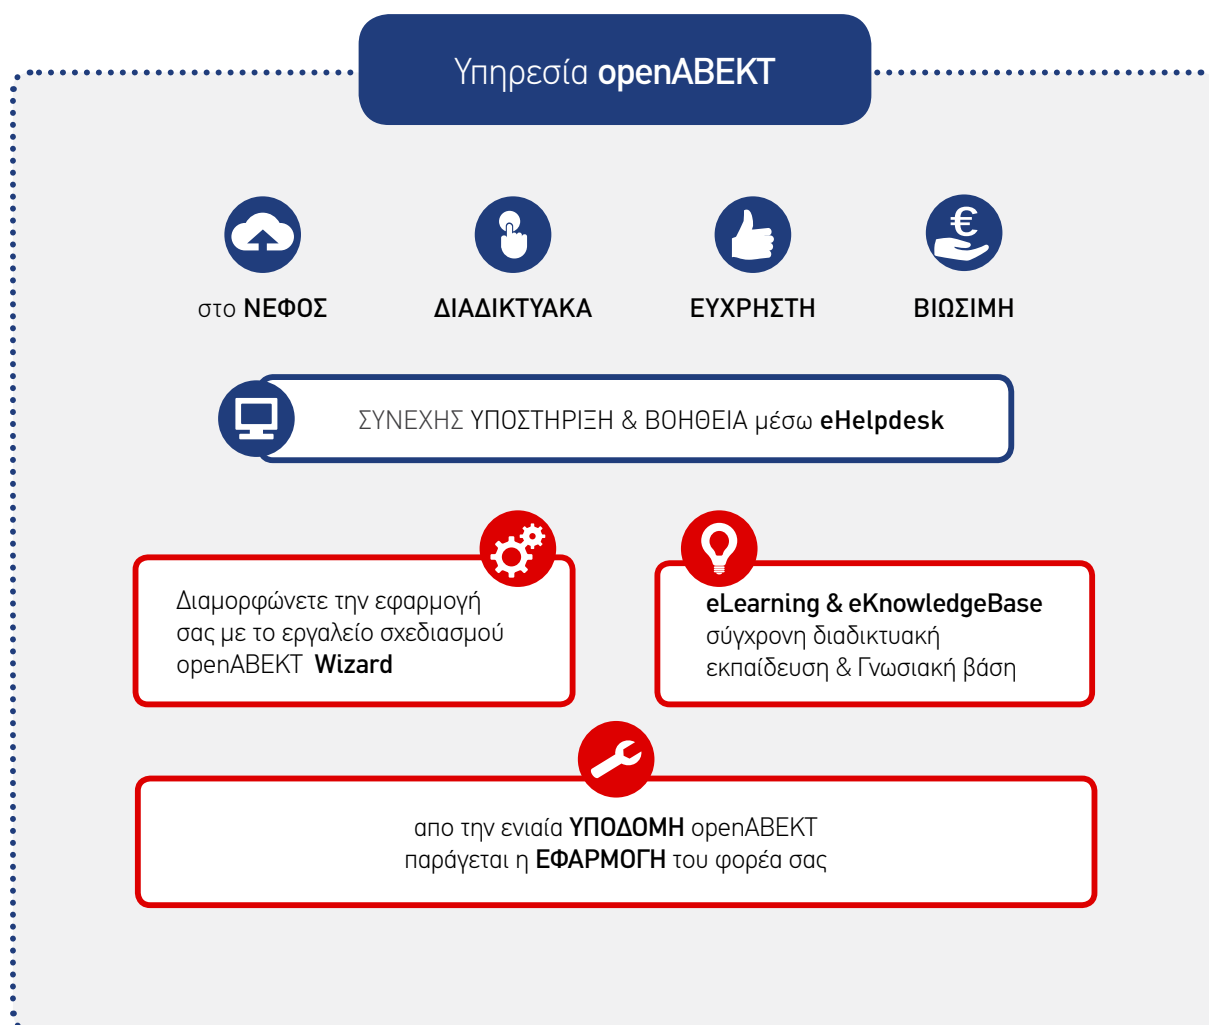 Υπηρεσία openABEKT
στο ΝΕΦΟΣ
ΔΙΑΔΙΚΤΥΑΚΑ
ΕΥΧΡΗΣΤΗ
ΒΙΩΣΙΜΗ
ΣΥΝΕΧΗΣ ΥΠΟΣΤΗΡΙΞΗ & ΒΟΗΘΕΙΑ μέσω eHelpdesk
Διαμορφώνετε την εφαρμογή
σας με το εργαλείο σχεδιασμού
openABEKT Wizard
eLearning & eKnowledgeBase
σύγχρονη διαδικτυακή
εκπαίδευση & Γνωσιακή βάση
απο την ενιαία ΥΠΟΔΟΜΗ openABEKT
παράγεται η ΕΦΑΡΜΟΓΗ του φορέα σας